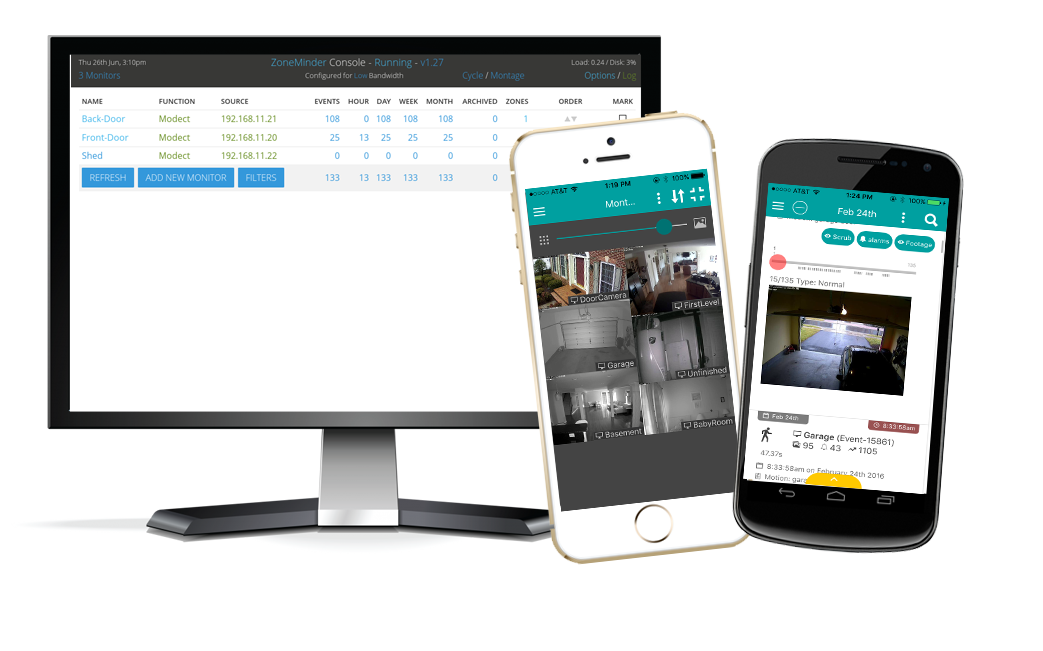 Thu 26th Jun, 3:10pm ZoneMinder Console - Running - v1.27 Load: 0.24 / Disk: 3%
3 Monitors Configured for Low Bandwidth Cycle / Montage Options / Log
NAME FUNCTION SOURCE EVENTS HOUR DAY WEEK MONTH ARCHIVED ZONES ORDER MARK
Back-Door Modect 192.168.11.21 108 0 108 108 108 0 1
Front-Door Modect 192.168.11.20 25 13 25 25 25 0
Shed Modect 192.168.11.22 0 0 0 0 0 0
REFRESH ADD NEW MONITOR FILTERS 133 13 133 133 133 0
AT&T 1:19 PM 100%
Mont...
DoorCamera FirstLevel
Garage Unfinished
Basement BabyRoom
AT&T 1:24 PM 100%
Feb 24th
Scrub alarms Footage
1
15/135 Type: Normal
Feb 24th 8:33:58am
Garage (Event-15861)
95 43 1105
47.37s
8:33:58am on February 24th 2016
Motion: